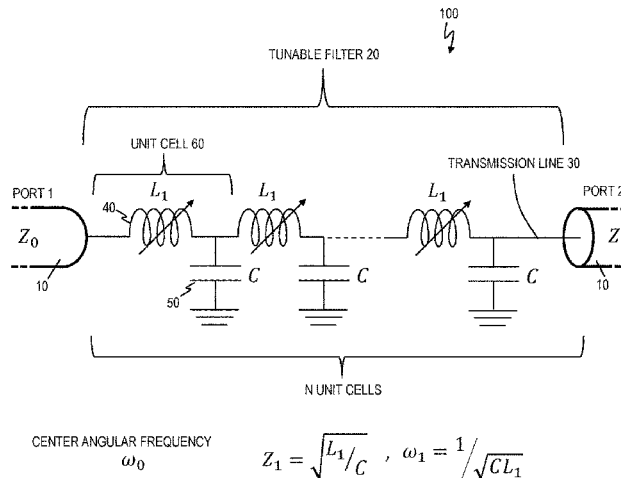 100
TUNABLE FILTER 20
UNIT CELL 60
TRANSMISSION LINE 30
PORT 1
PORT 2
40
L₁
L₁
L₁
Z₀
Z
10
10
C
C
C
50
N UNIT CELLS
CENTER ANGULAR FREQUENCY
ω₀
Z₁ = √(L₁/C) , ω₁ = 1/√(CL₁)